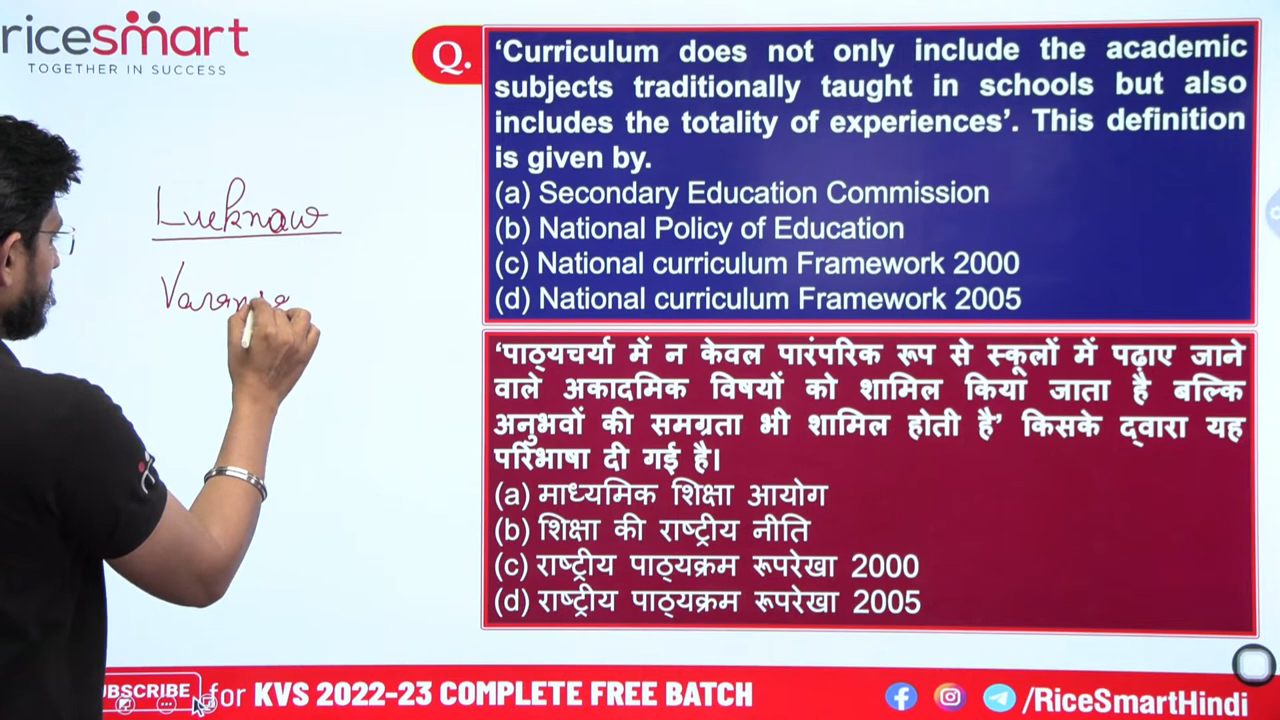 ricesmart
TOGETHER IN SUCCESS
Lucknow
Q.
‘Curriculum does not only include the academic
subjects traditionally taught in schools but also
includes the totality of experiences’. This definition
is given by.
(a) Secondary Education Commission
(b) National Policy of Education
(c) National curriculum Framework 2000
(d) National curriculum Framework 2005
‘पाठ्यचर्या में न केवल पारंपरिक रूप से स्कूलों में पढ़ाए जाने
वाले अकादमिक विषयों को शामिल किया जाता है बल्कि
अनुभवों की समग्रता भी शामिल होती है’ किसके द्वारा यह
परिभाषा दी गई है।
(a) माध्यमिक शिक्षा आयोग
(b) शिक्षा की राष्ट्रीय नीति
(c) राष्ट्रीय पाठ्यक्रम रूपरेखा 2000
(d) राष्ट्रीय पाठ्यक्रम रूपरेखा 2005
UBSCRIBE for KVS 2022-23 COMPLETE FREE BATCH
/RiceSmartHindi